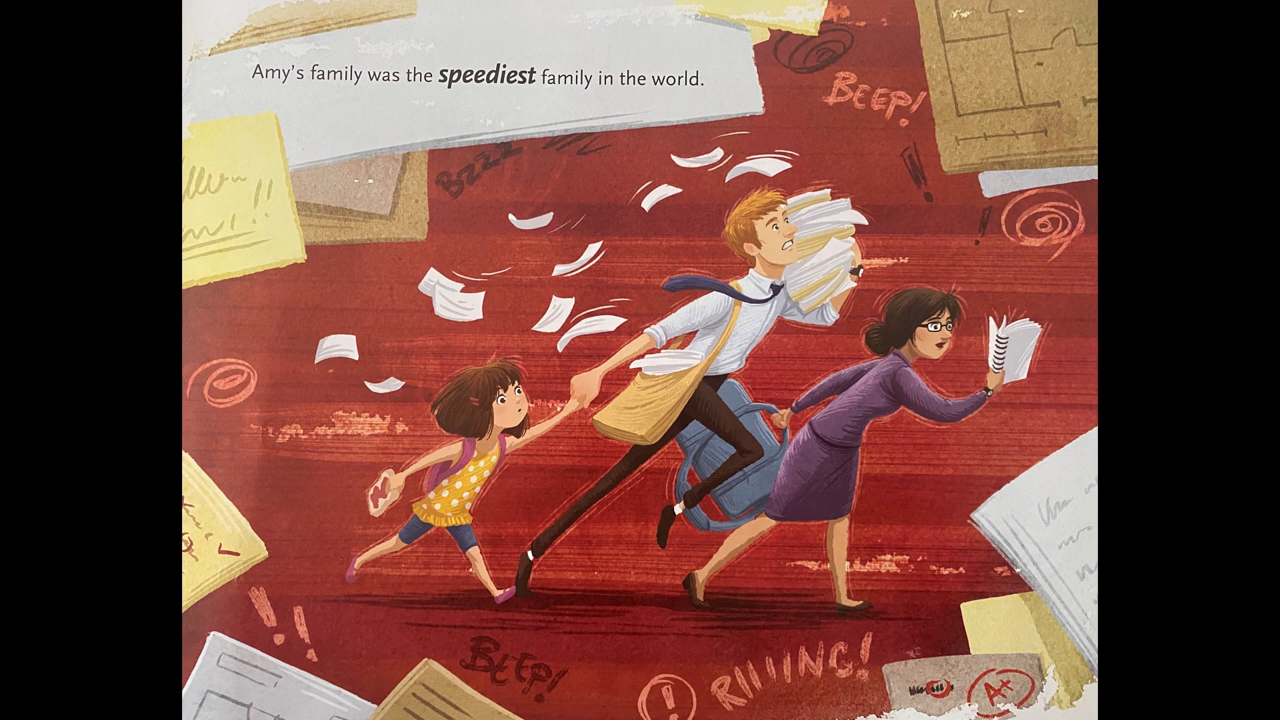 Amy's family was the speediest family in the world.
BEEP!
BZZZ
!
!
!!
!!
BEEP!
!
RIIIING!
A+